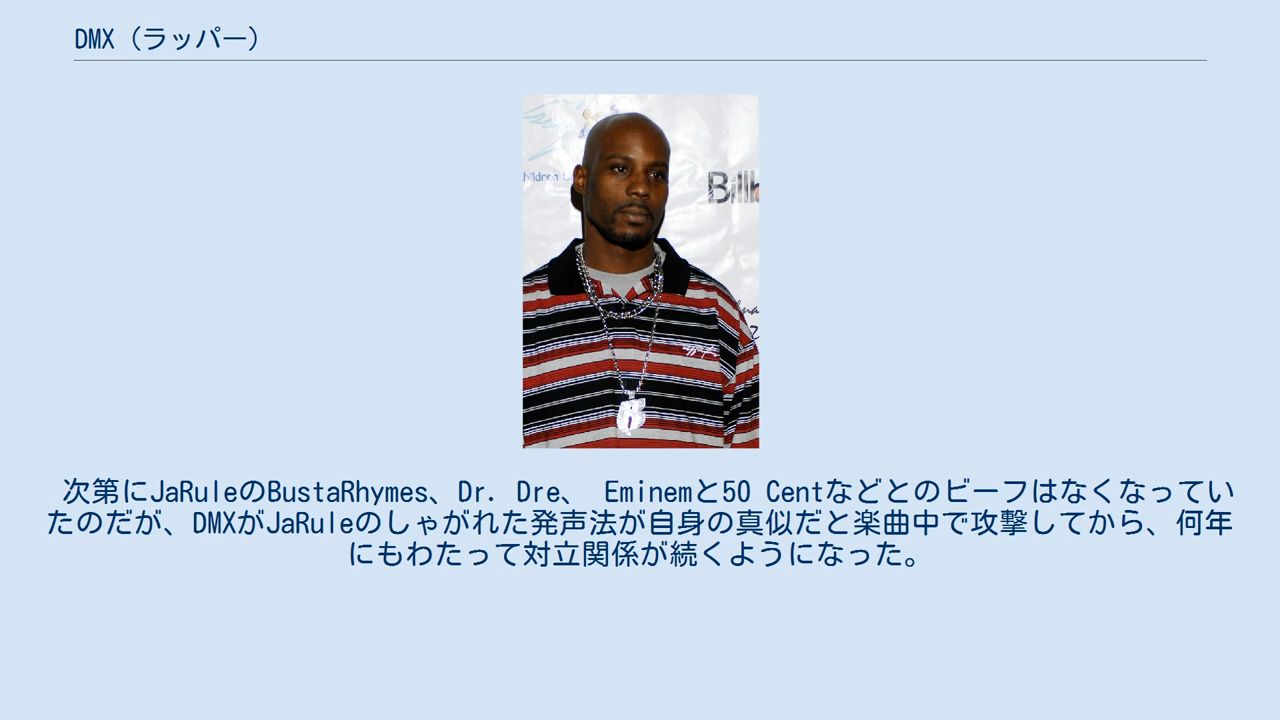 DMX（ラッパー）
hildren U
Billb
次第にJaRuleのBustaRhymes、Dr. Dre、 Eminemと50 Centなどとのビーフはなくなってい
たのだが、DMXがJaRuleのしゃがれた発声法が自身の真似だと楽曲中で攻撃してから、何年
にもわたって対立関係が続くようになった。